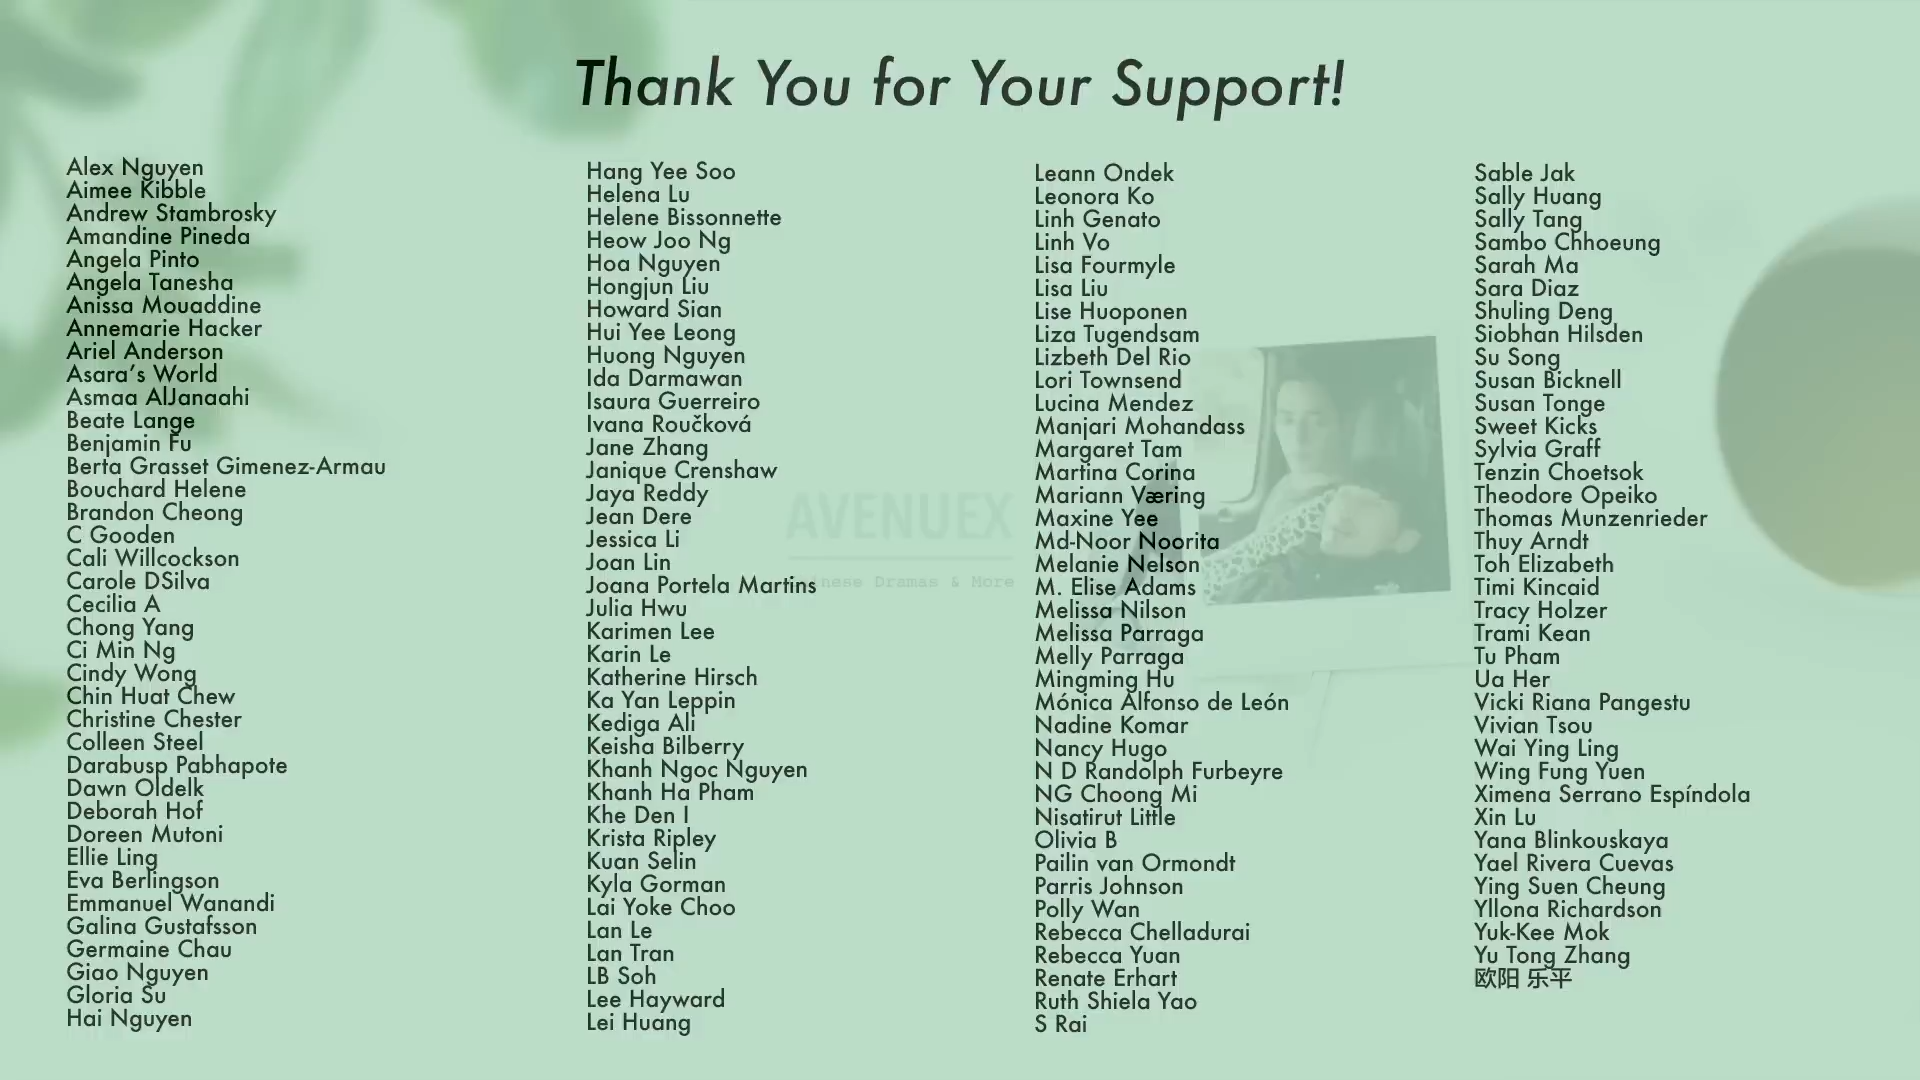 Thank You for Your Support!
Alex Nguyen
Aimee Kibble
Andrew Stambrosky
Amandine Pineda
Angela Pinto
Angela Tanesha
Anissa Mouaddine
Annemarie Hacker
Ariel Anderson
Asara's World
Asmaa AlJanaahi
Beate Lange
Benjamin Fu
Berta Grasset Gimenez-Armau
Bouchard Helene
Brandon Cheong
C Gooden
Cali Willcockson
Carole DSilva
Cecilia A
Chong Yang
Ci Min Ng
Cindy Wong
Chin Huat Chew
Christine Chester
Colleen Steel
Darabusp Pabhapote
Dawn Oldelk
Deborah Hof
Doreen Mutoni
Ellie Ling
Eva Berlingson
Emmanuel Wanandi
Galina Gustafsson
Germaine Chau
Giao Nguyen
Gloria Su
Hai Nguyen
Hang Yee Soo
Helena Lu
Helene Bissonnette
Heow Joo Ng
Hoa Nguyen
Hongjun Liu
Howard Sian
Hui Yee Leong
Huong Nguyen
Ida Darmawan
Isaura Guerreiro
Ivana Roučková
Jane Zhang
Janique Crenshaw
Jaya Reddy
Jean Dere
Jessica Li
Joan Lin
Joana Portela Martins
Julia Hwu
Karimen Lee
Karin Le
Katherine Hirsch
Ka Yan Leppin
Kediga Ali
Keisha Bilberry
Khanh Ngoc Nguyen
Khanh Ha Pham
Khe Den I
Krista Ripley
Kuan Selin
Kyla Gorman
Lai Yoke Choo
Lan Le
Lan Tran
LB Soh
Lee Hayward
Lei Huang
AVENUEX
Dramas & More
Leann Ondek
Leonora Ko
Linh Genato
Linh Vo
Lisa Fourmyle
Lisa Liu
Lise Huoponen
Liza Tugendsam
Lizbeth Del Rio
Lori Townsend
Lucina Mendez
Manjari Mohandass
Margaret Tam
Martina Corina
Mariann Væring
Maxine Yee
Md-Noor Noorita
Melanie Nelson
M. Elise Adams
Melissa Nilson
Melissa Parraga
Melly Parraga
Mingming Hu
Mónica Alfonso de León
Nadine Komar
Nancy Hugo
N D Randolph Furbeyre
NG Choong Mi
Nisatirut Little
Olivia B
Pailin van Ormondt
Parris Johnson
Polly Wan
Rebecca Chelladurai
Rebecca Yuan
Renate Erhart
Ruth Shiela Yao
S Rai
Sable Jak
Sally Huang
Sally Tang
Sambo Chhoeung
Sarah Ma
Sara Diaz
Shuling Deng
Siobhan Hilsden
Su Song
Susan Bicknell
Susan Tonge
Sweet Kicks
Sylvia Graff
Tenzin Choetsok
Theodore Opeiko
Thomas Munzenrieder
Thuy Arndt
Toh Elizabeth
Timi Kincaid
Tracy Holzer
Trami Kean
Tu Pham
Ua Her
Vicki Riana Pangestu
Vivian Tsou
Wai Ying Ling
Wing Fung Yuen
Ximena Serrano Espíndola
Xin Lu
Yana Blinkouskaya
Yael Rivera Cuevas
Ying Suen Cheung
Yllona Richardson
Yuk-Kee Mok
Yu Tong Zhang
欧阳 乐平